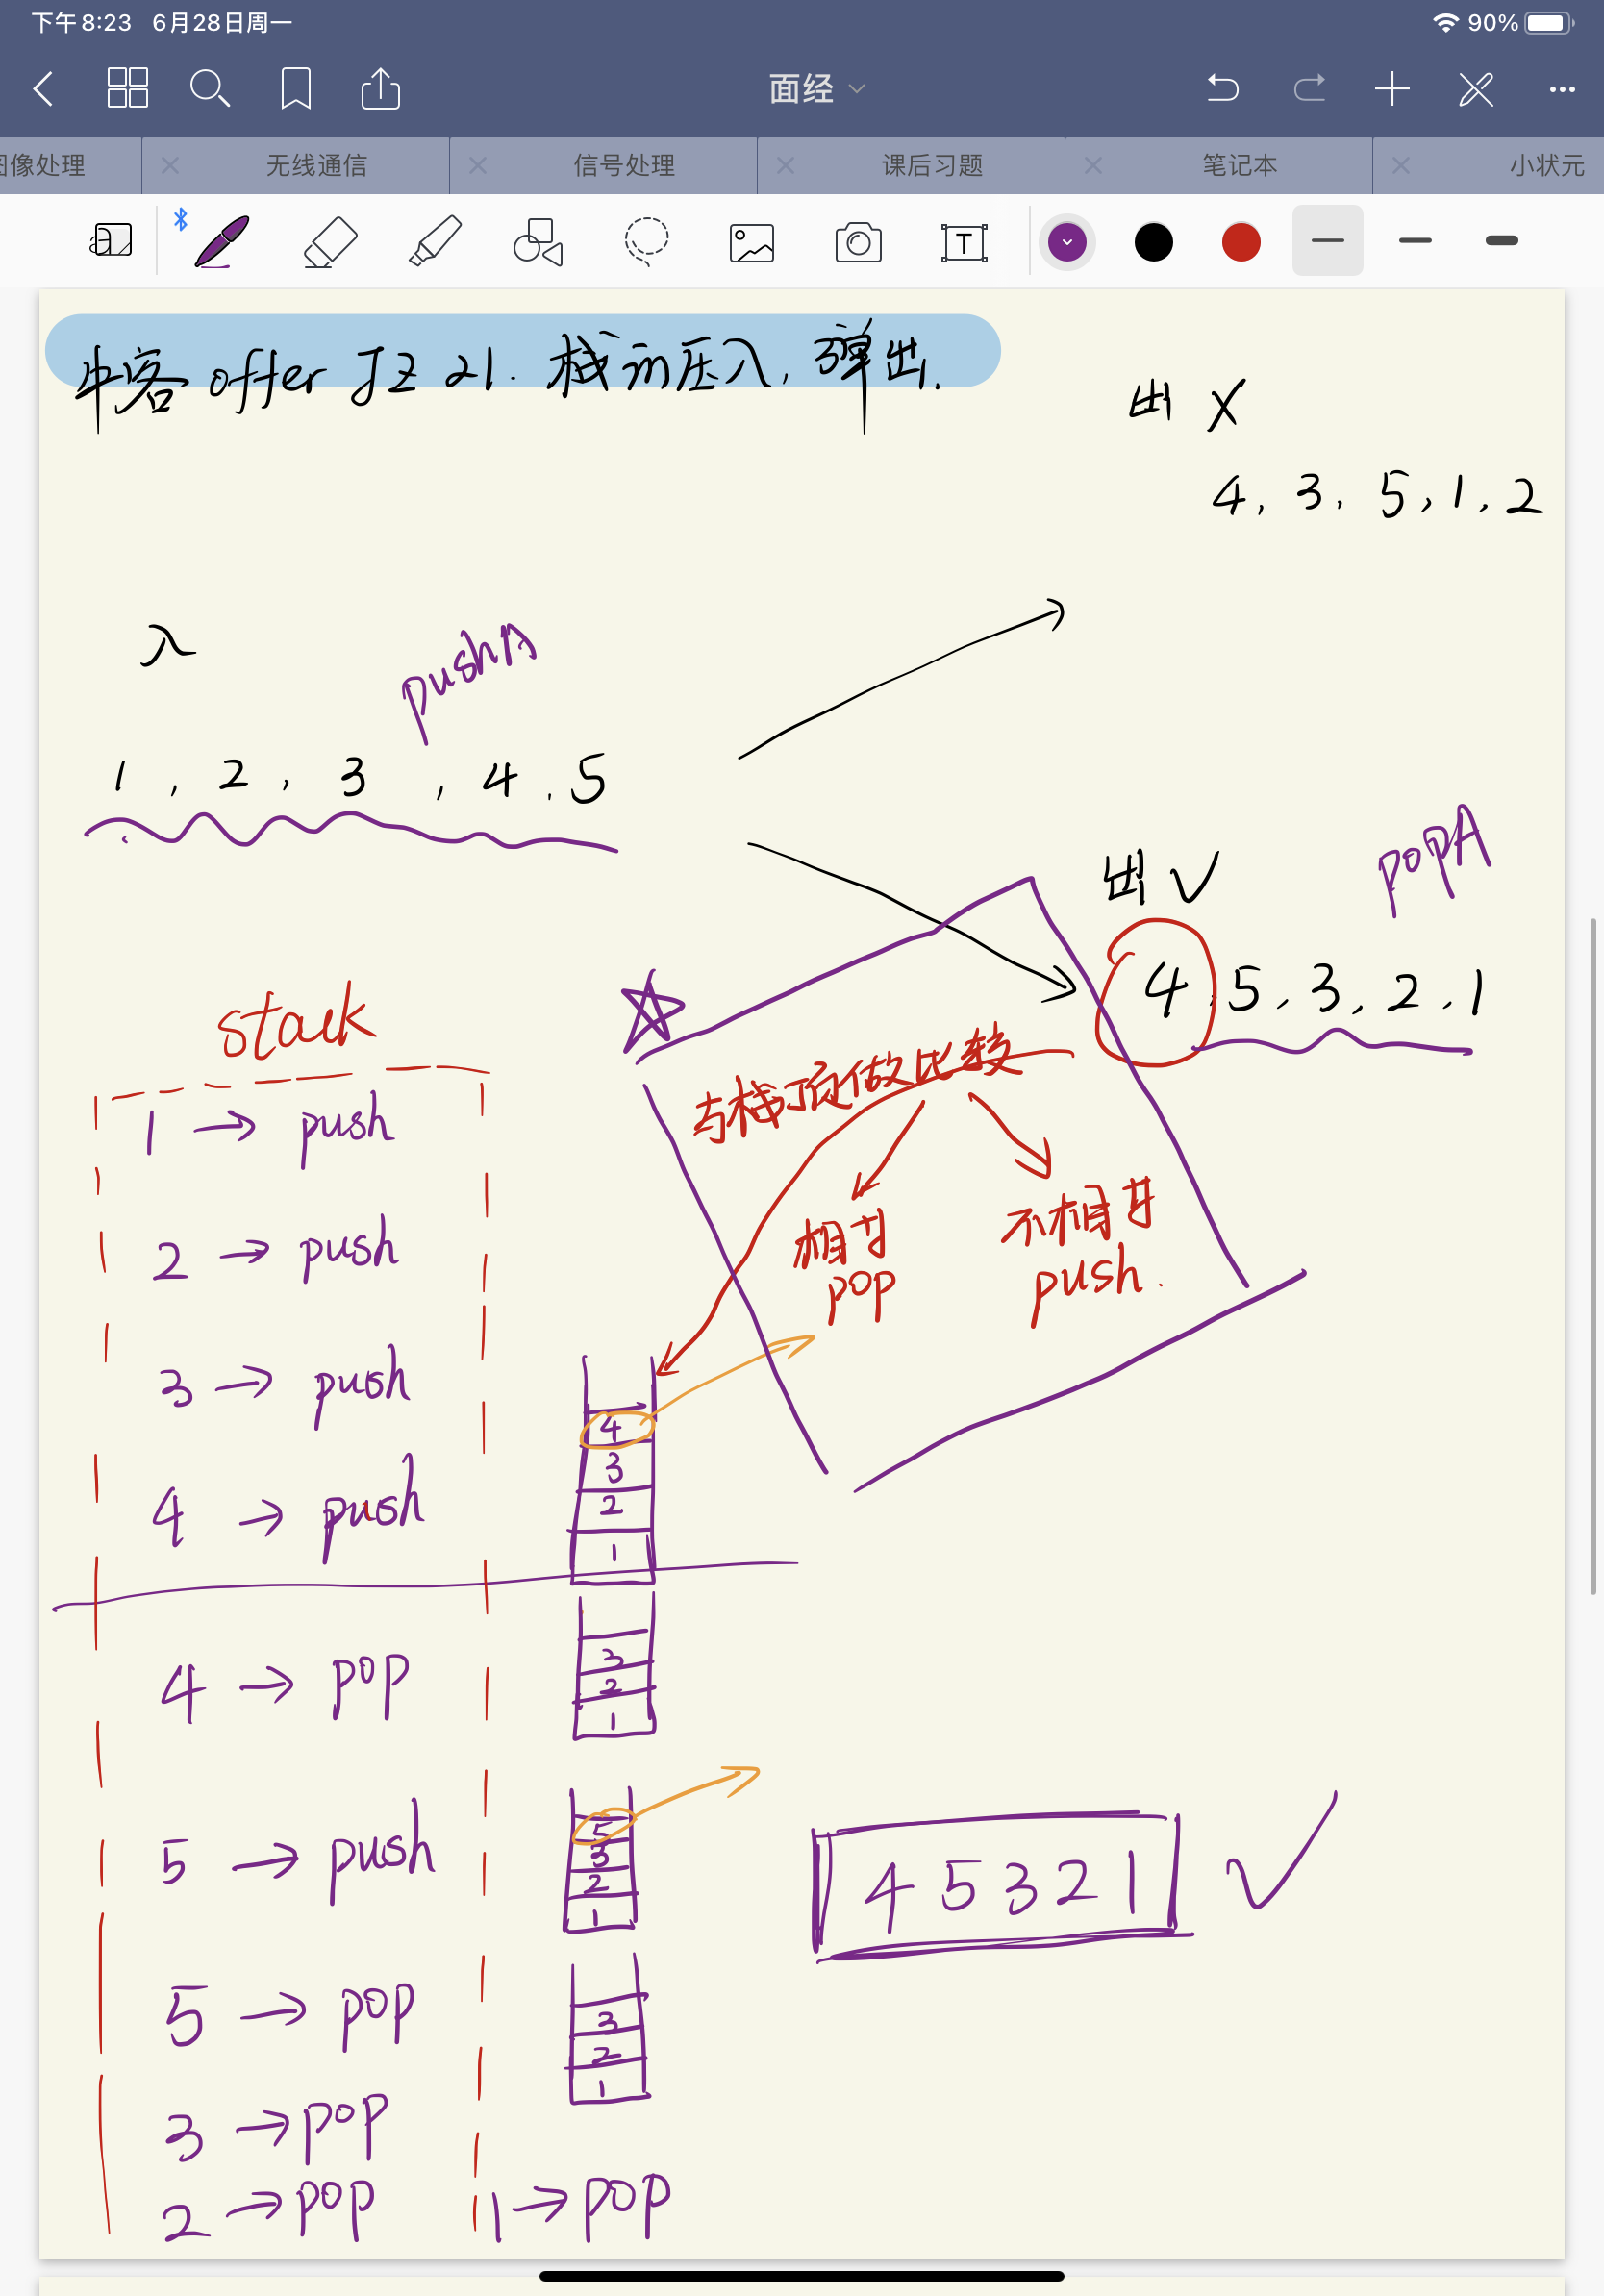 下午8:23 6月28日周一
90%
面经
图像处理 无线通信 信号处理 课后习题 笔记本 小状元
T
牛客 offer JZ 21. 栈的压入, 弹出.
出 X
4, 3, 5, 1, 2
入
pushA
1, 2, 3, 4, 5
出 ✓
popA
4, 5, 3, 2, 1
stack
与栈顶做比较
相等
pop
不相等
push.
1 → push
2 → push
3 → push
4 → push
4
3
2
1
4 → pop
3
2
1
5 → push
5
3
2
1
4 5 3 2 1 ✓
5 → pop
3
2
1
3 → pop
2 → pop
1 → pop